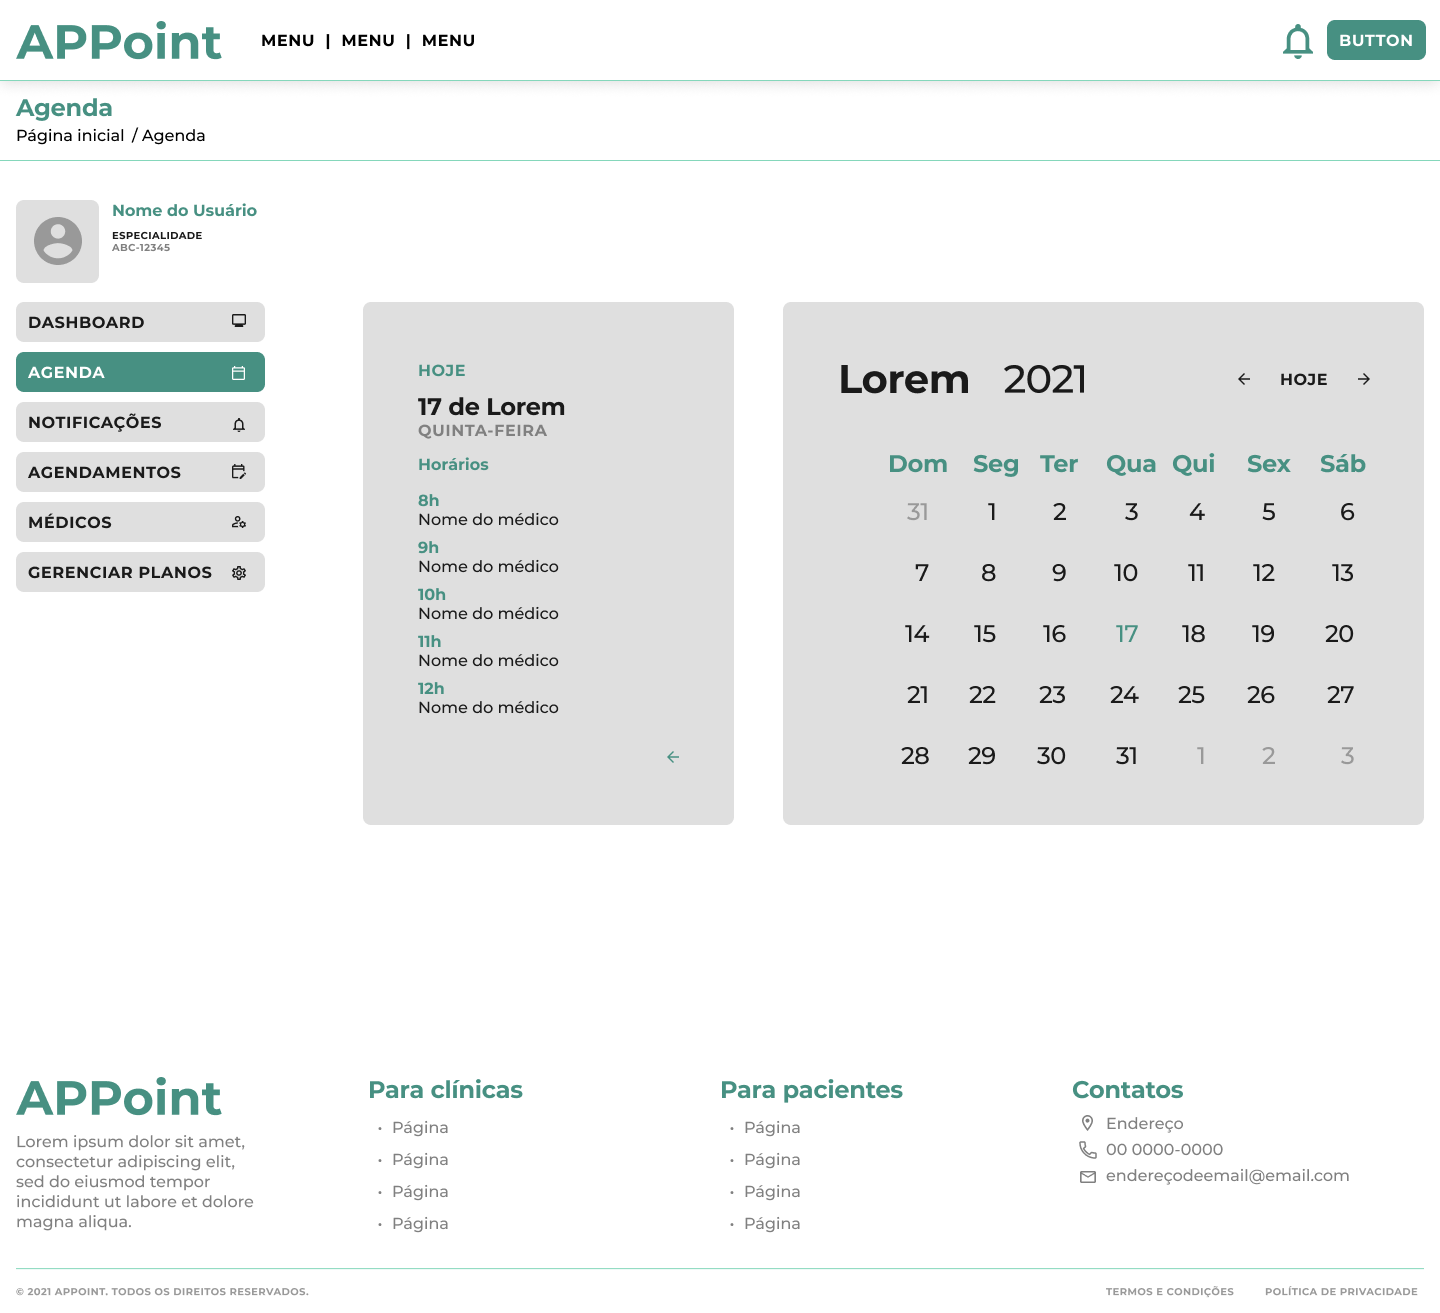 APPoint
MENU | MENU | MENU
BUTTON
Agenda
Página inicial / Agenda
Nome do Usuário
ESPECIALIDADE
ABC-12345
DASHBOARD
AGENDA
NOTIFICAÇÕES
AGENDAMENTOS
MÉDICOS
GERENCIAR PLANOS
HOJE
17 de Lorem
QUINTA-FEIRA
Horários
8h
Nome do médico
9h
Nome do médico
10h
Nome do médico
11h
Nome do médico
12h
Nome do médico
Lorem 2021
HOJE
Dom Seg Ter Qua Qui Sex Sáb
31 1 2 3 4 5 6
7 8 9 10 11 12 13
14 15 16 17 18 19 20
21 22 23 24 25 26 27
28 29 30 31 1 2 3
APPoint
Lorem ipsum dolor sit amet,
consectetur adipiscing elit,
sed do eiusmod tempor
incididunt ut labore et dolore
magna aliqua.
Para clínicas
• Página
• Página
• Página
• Página
Para pacientes
• Página
• Página
• Página
• Página
Contatos
Endereço
00 0000-0000
endereçodeemail@email.com
© 2021 APPOINT. TODOS OS DIREITOS RESERVADOS.
TERMOS E CONDIÇÕES
POLÍTICA DE PRIVACIDADE